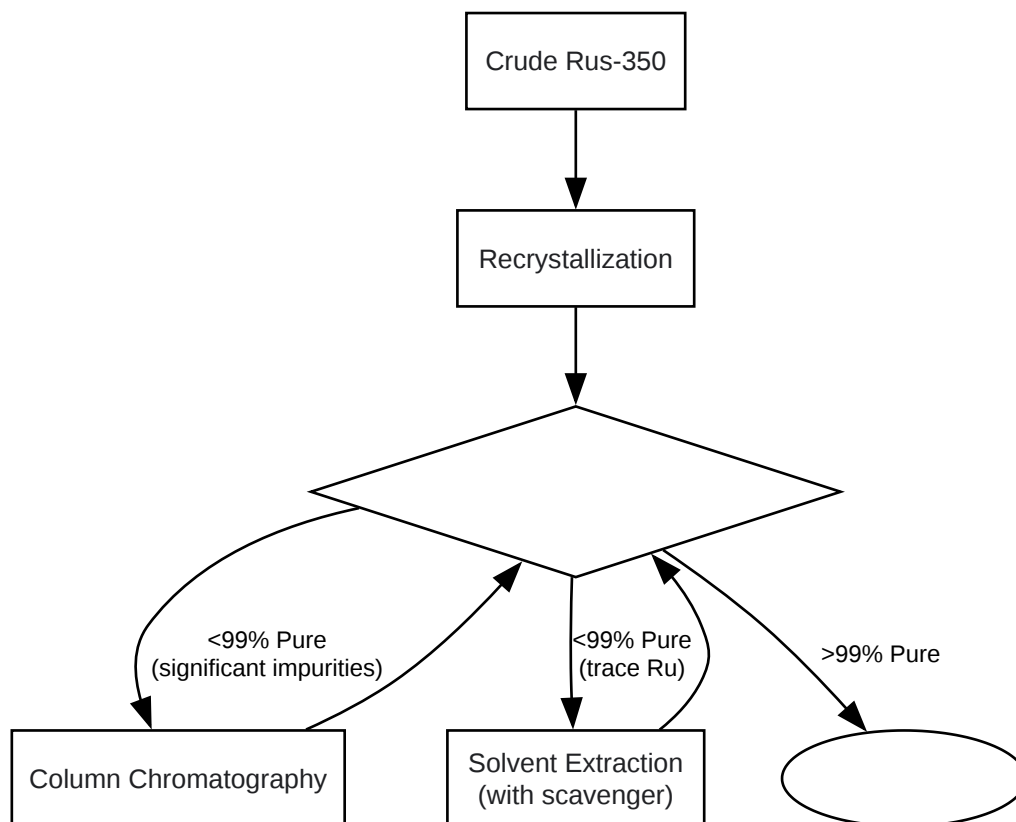 Crude Rus-350
Recrystallization
<99% Pure
(significant impurities)
<99% Pure
(trace Ru)
>99% Pure
Column Chromatography
Solvent Extraction
(with scavenger)